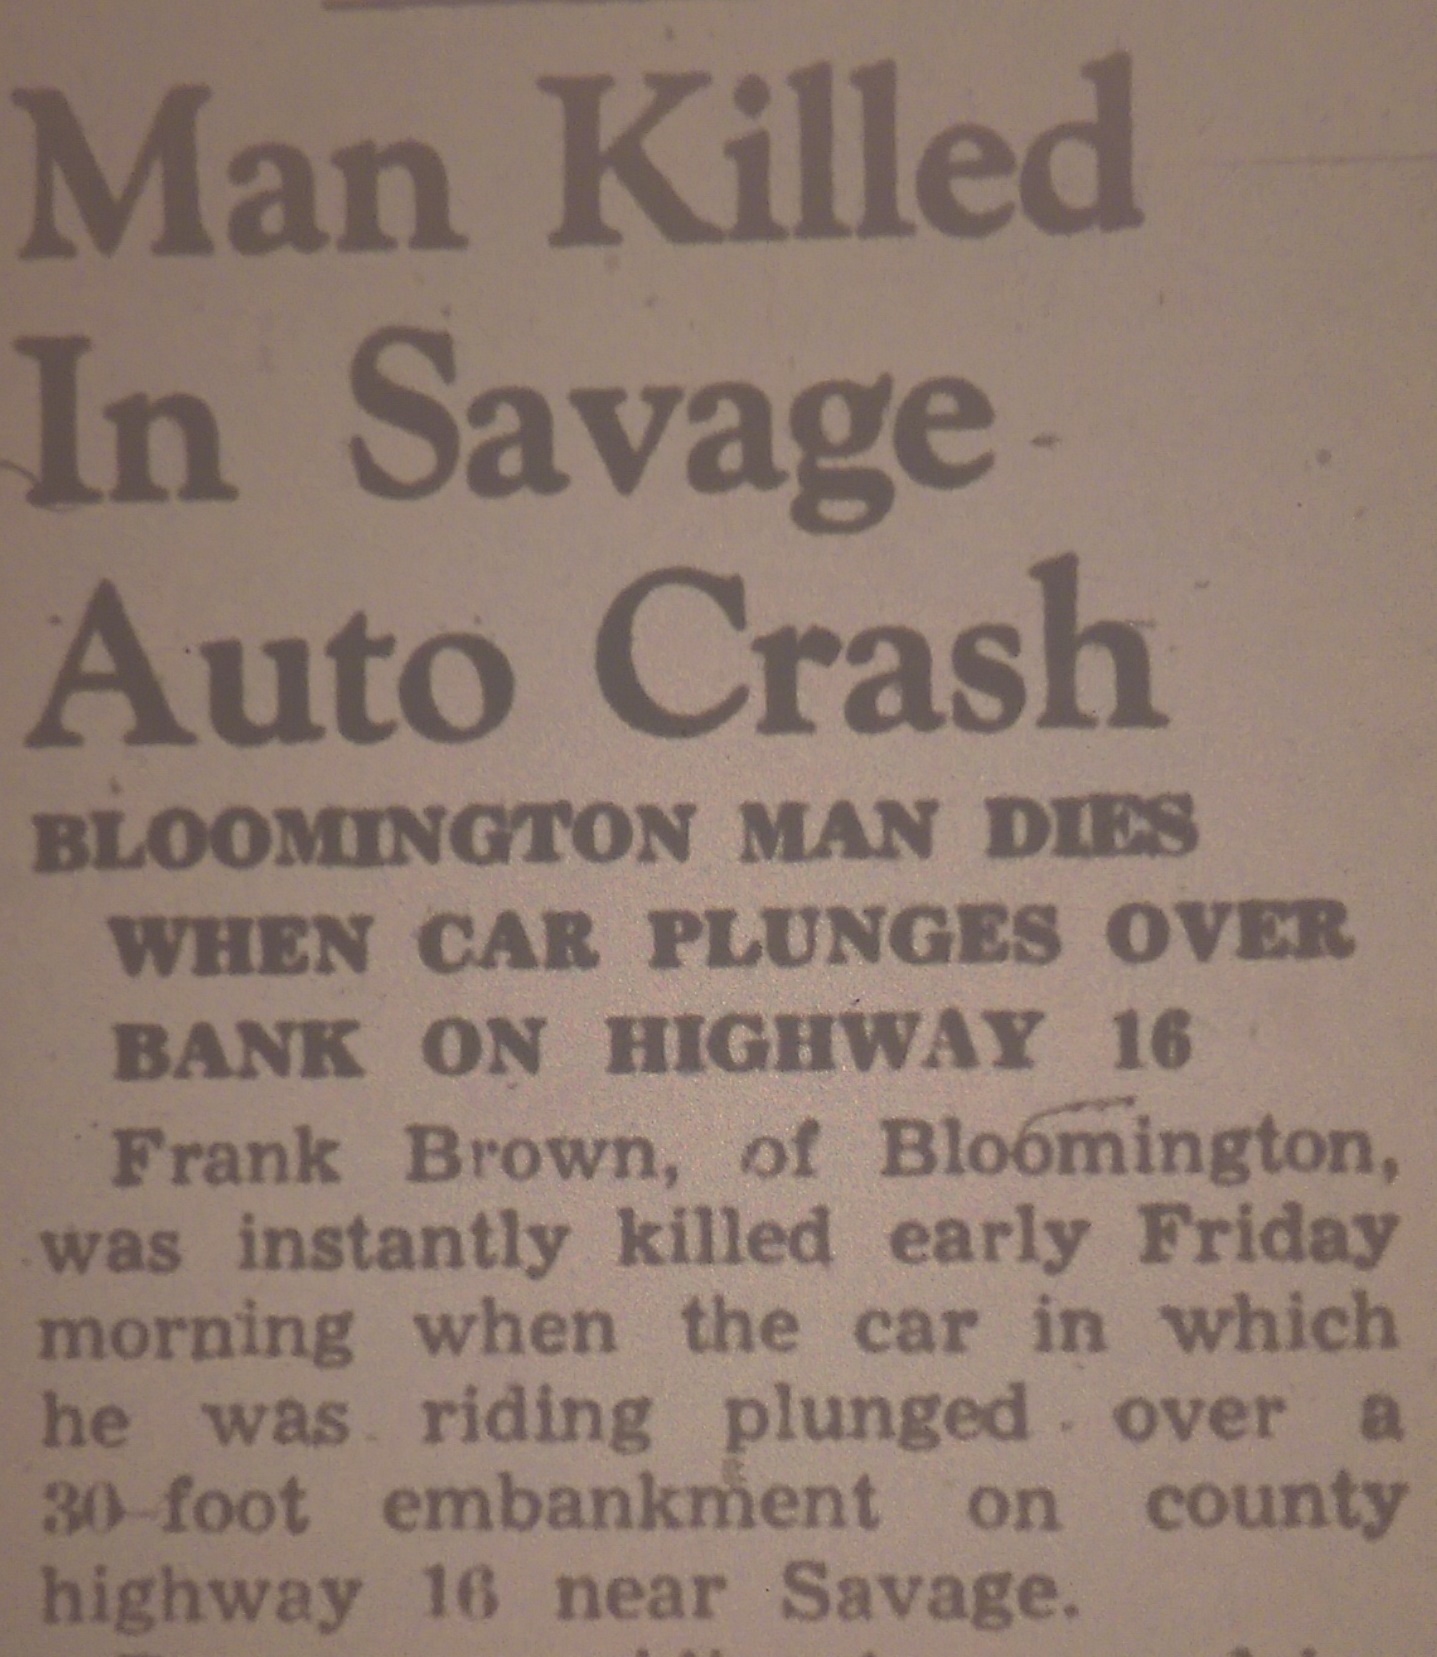 Man Killed
In Savage
Auto Crash
BLOOMINGTON MAN DIES
WHEN CAR PLUNGES OVER
BANK ON HIGHWAY 16
Frank Brown, of Bloomington,
was instantly killed early Friday
morning when the car in which
he was riding plunged over a
30-foot embankment on county
highway 16 near Savage.